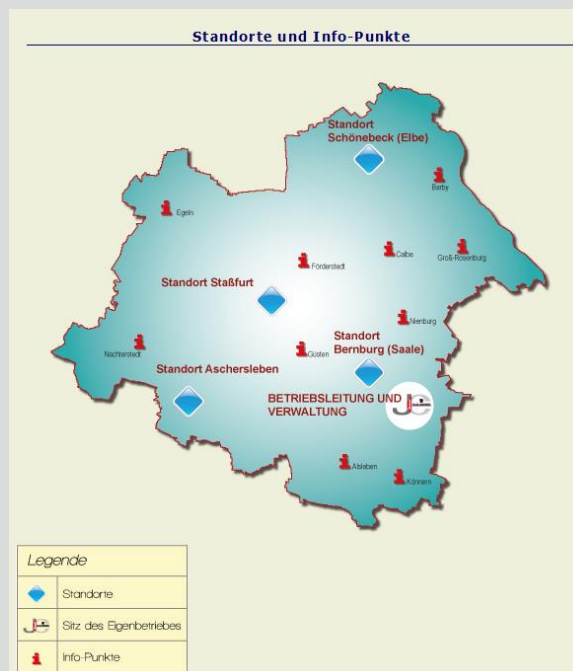 Standorte und Info-Punkte
Standort
Schönebeck (Elbe)
Barby
Egeln
Calbe
Groß-Rosenburg
Förderstedt
Standort Staßfurt
Nienburg
Standort
Bernburg (Saale)
Nachterstedt
Güsten
Standort Aschersleben
BETRIEBSLEITUNG UND
VERWALTUNG
Alsleben
Könnern
Legende
Standorte
Sitz des Eigenbetriebes
Info-Punkte